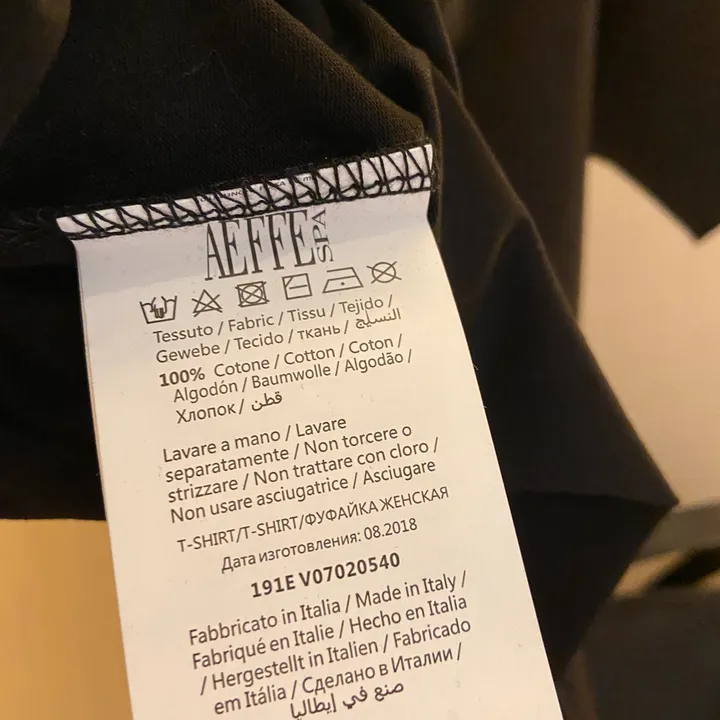 AEFFE SPA
Tessuto / Fabric / Tissu / Tejido /
Gewebe / Tecido / ткань / النسيج
100% Cotone / Cotton / Coton /
Algodón / Baumwolle / Algodão /
Хлопок / قطن
Lavare a mano / Lavare
separatamente / Non torcere o
strizzare / Non trattare con cloro /
Non usare asciugatrice / Asciugare
T-SHIRT/T-SHIRT/ФУФАЙКА ЖЕНСКАЯ
Дата изготовления: 08.2018
191E V07020540
Fabbricato in Italia / Made in Italy /
Fabriqué en Italie / Hecho en Italia
/ Hergestellt in Italien / Fabricado
em Itália / Сделано в Италии /
صنع في إيطاليا